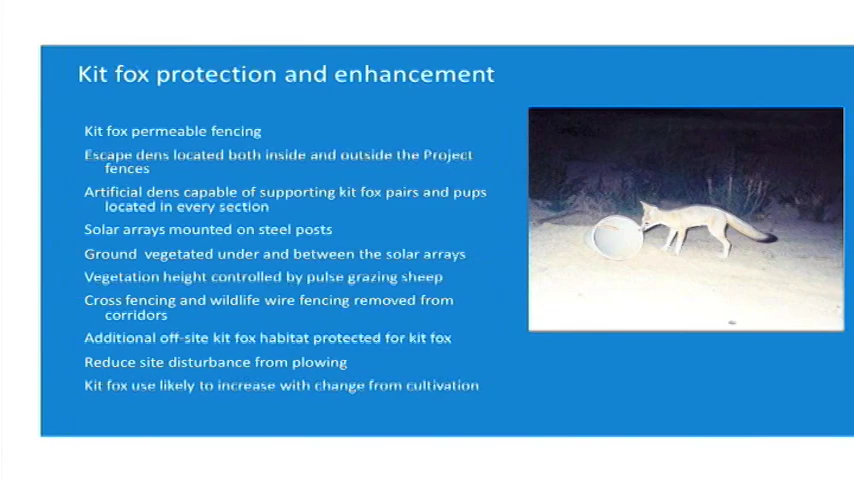 Kit fox protection and enhancement
Kit fox permeable fencing
Escape dens located both inside and outside the Project
fences
Artificial dens capable of supporting kit fox pairs and pups
located in every section
Solar arrays mounted on steel posts
Ground vegetated under and between the solar arrays
Vegetation height controlled by pulse grazing sheep
Cross fencing and wildlife wire fencing removed from
corridors
Additional off-site kit fox habitat protected for kit fox
Reduce site disturbance from plowing
Kit fox use likely to increase with change from cultivation